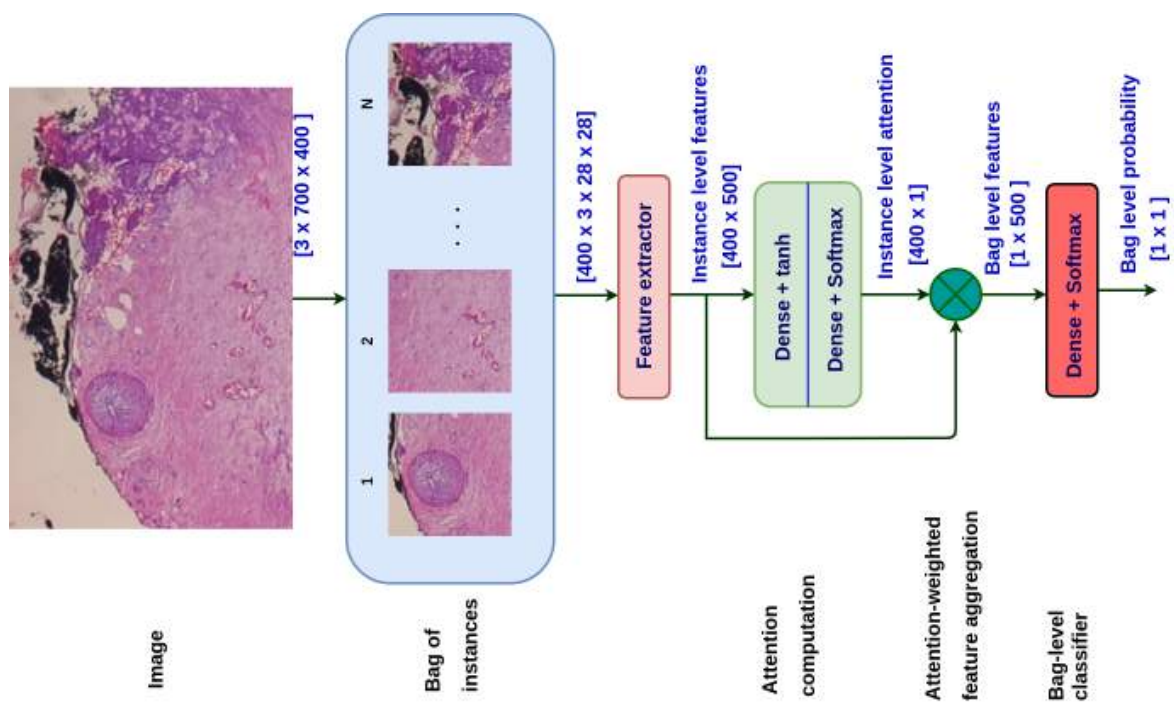 Image
[3 x 700 x 400 ]
Bag of
instances
1
2
. . .
N
[400 x 3 x 28 x 28]
Feature extractor
Instance level features
[400 x 500]
Attention
computation
Dense + tanh
Dense + Softmax
Instance level attention
[400 x 1]
Attention-weighted
feature aggregation
Bag level features
[1 x 500 ]
Bag-level
classifier
Dense + Softmax
Bag level probability
[1 x 1 ]